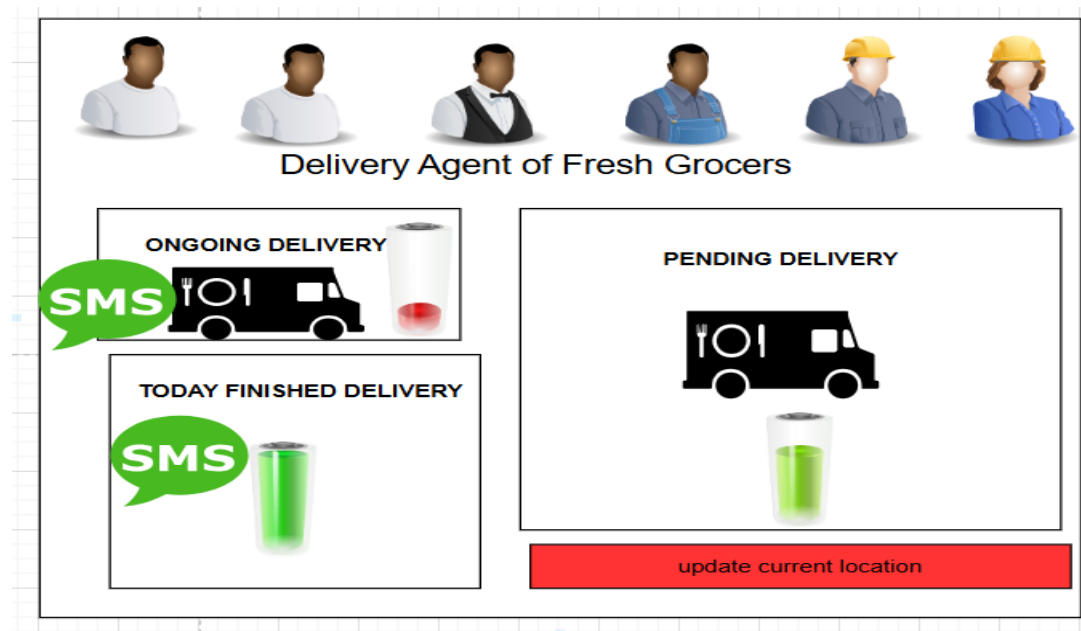 Delivery Agent of Fresh Grocers
ONGOING DELIVERY
SMS
TODAY FINISHED DELIVERY
SMS
PENDING DELIVERY
update current location